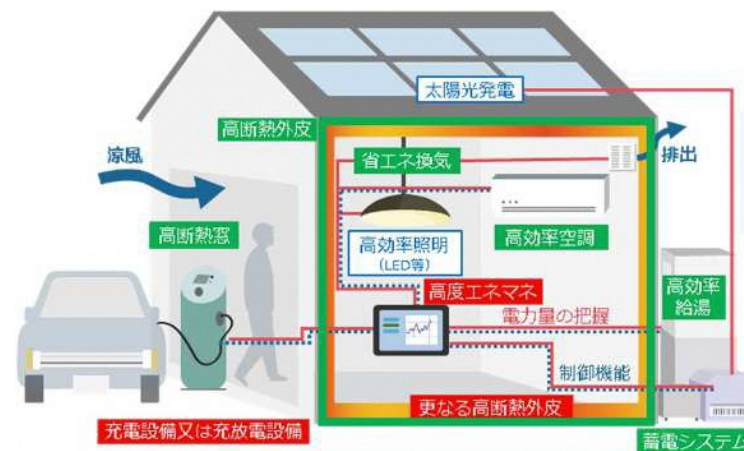 太陽光発電
高断熱外皮
涼風
省エネ換気
排出
高断熱窓
高効率照明
(LED等)
高効率空調
高度エネマネ
高効率
給湯
電力量の把握
制御機能
更なる高断熱外皮
充電設備又は充放電設備
蓄電システム